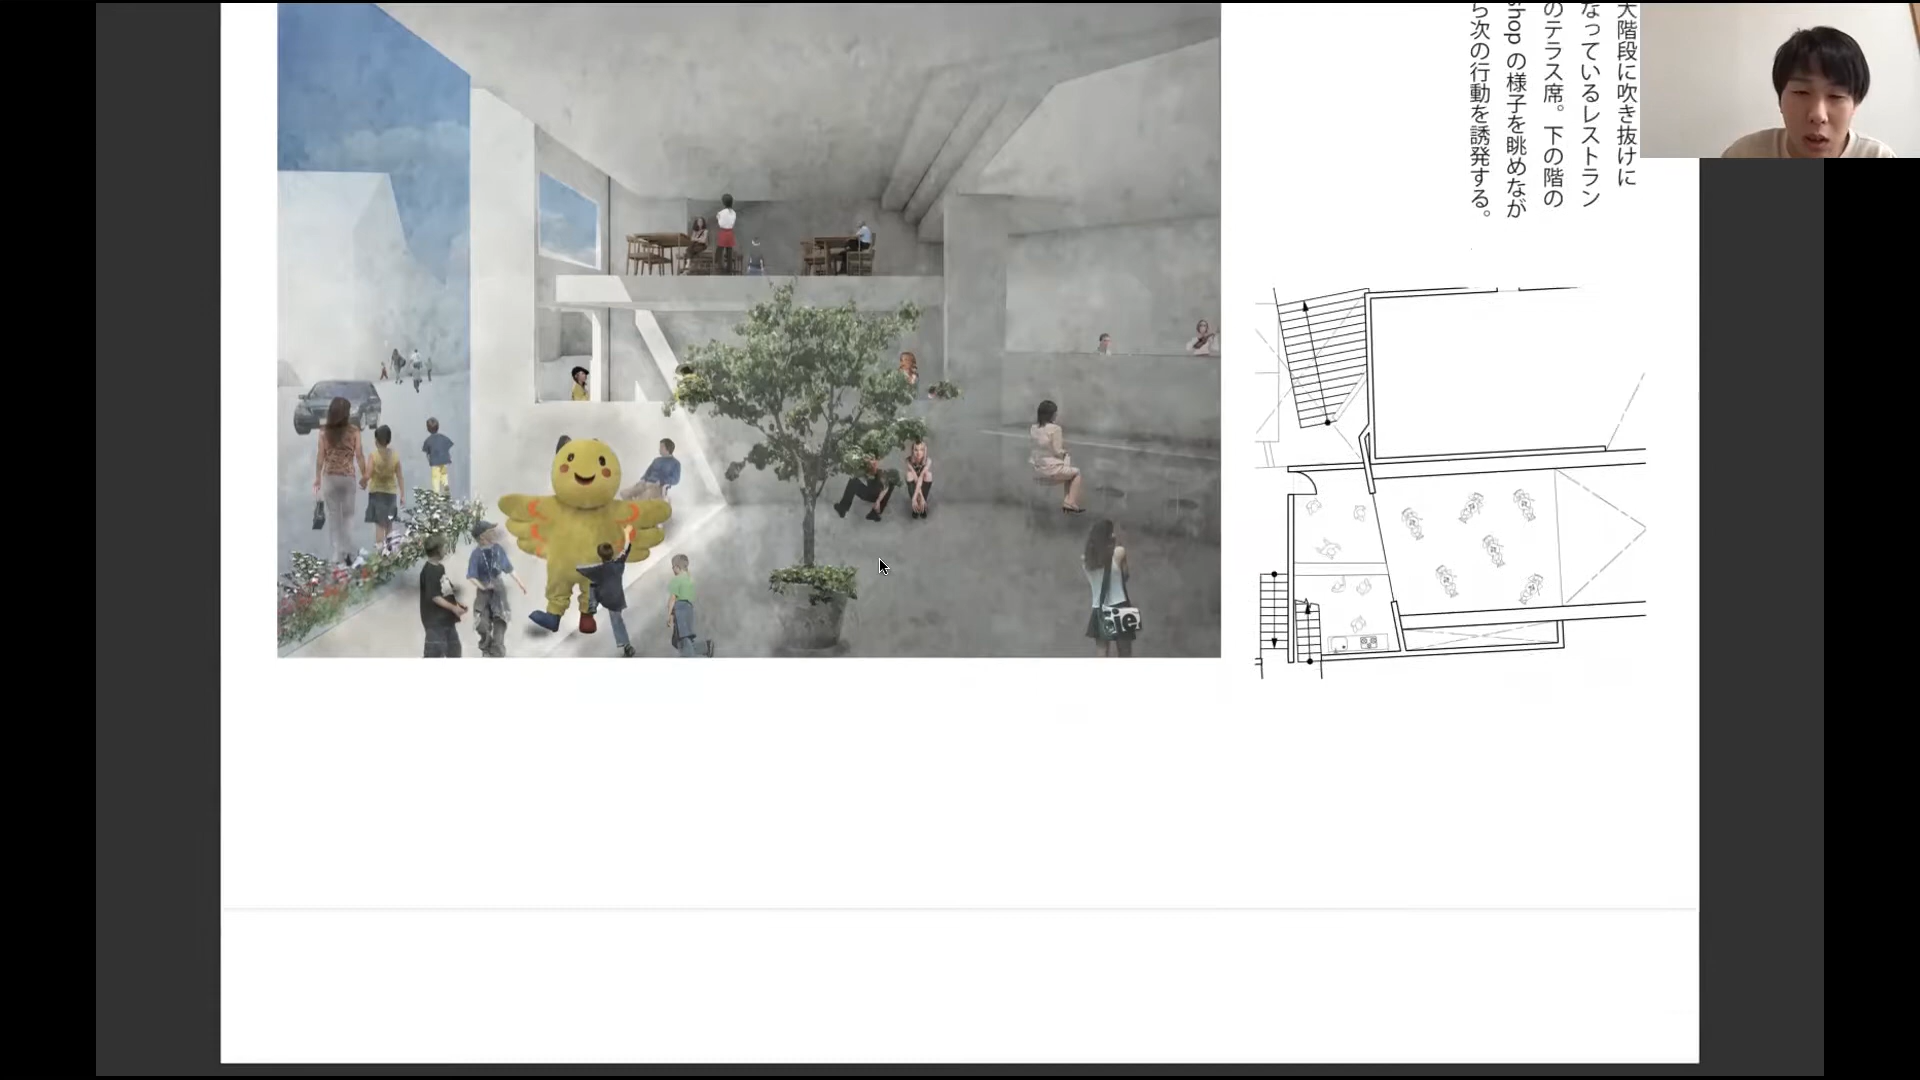 大階段に吹き抜けに
なっているレストラン
のテラス席。下の階の
shop の様子を眺めなが
ら次の行動を誘発する。